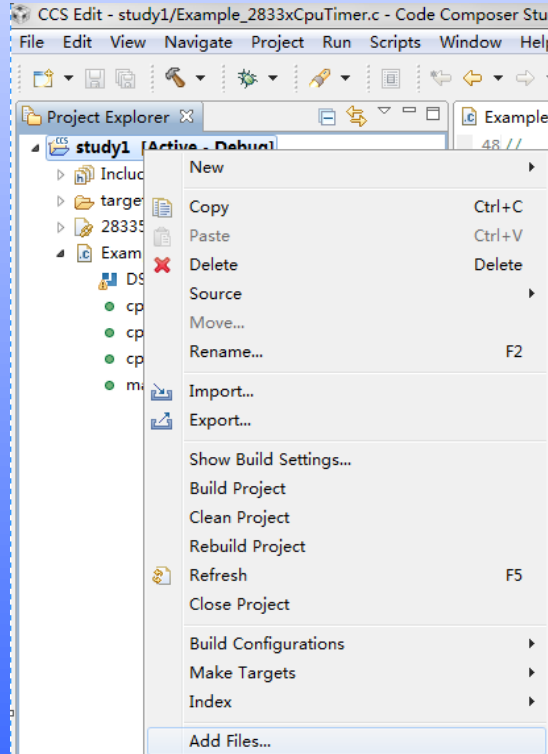 CCS Edit - study1/Example_2833xCpuTimer.c - Code Composer Stu
File Edit View Navigate Project Run Scripts Window Help
Project Explorer
Example
study1 [Active - Debug]
48 //
Includ
target
28335
Exam
DS
cp
cp
cp
ma
New
Copy Ctrl+C
Paste Ctrl+V
Delete Delete
Source
Move...
Rename... F2
Import...
Export...
Show Build Settings...
Build Project
Clean Project
Rebuild Project
Refresh F5
Close Project
Build Configurations
Make Targets
Index
Add Files...